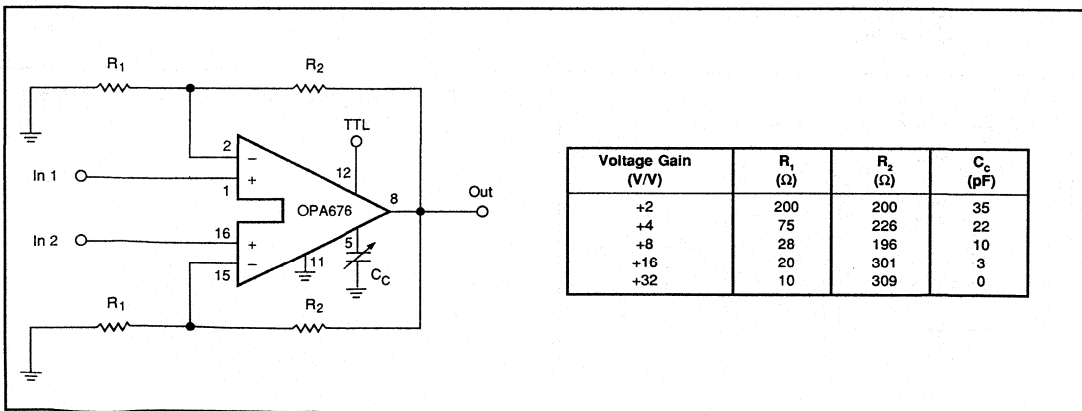 R1
R2
TTL
2
−
12
In 1
+
1
8
Out
OPA676
16
In 2
+
5
−
15
11
CC
R1
R2
Voltage Gain (V/V) R1 (Ω) R2 (Ω) Cc (pF)
+2 200 200 35
+4 75 226 22
+8 28 196 10
+16 20 301 3
+32 10 309 0